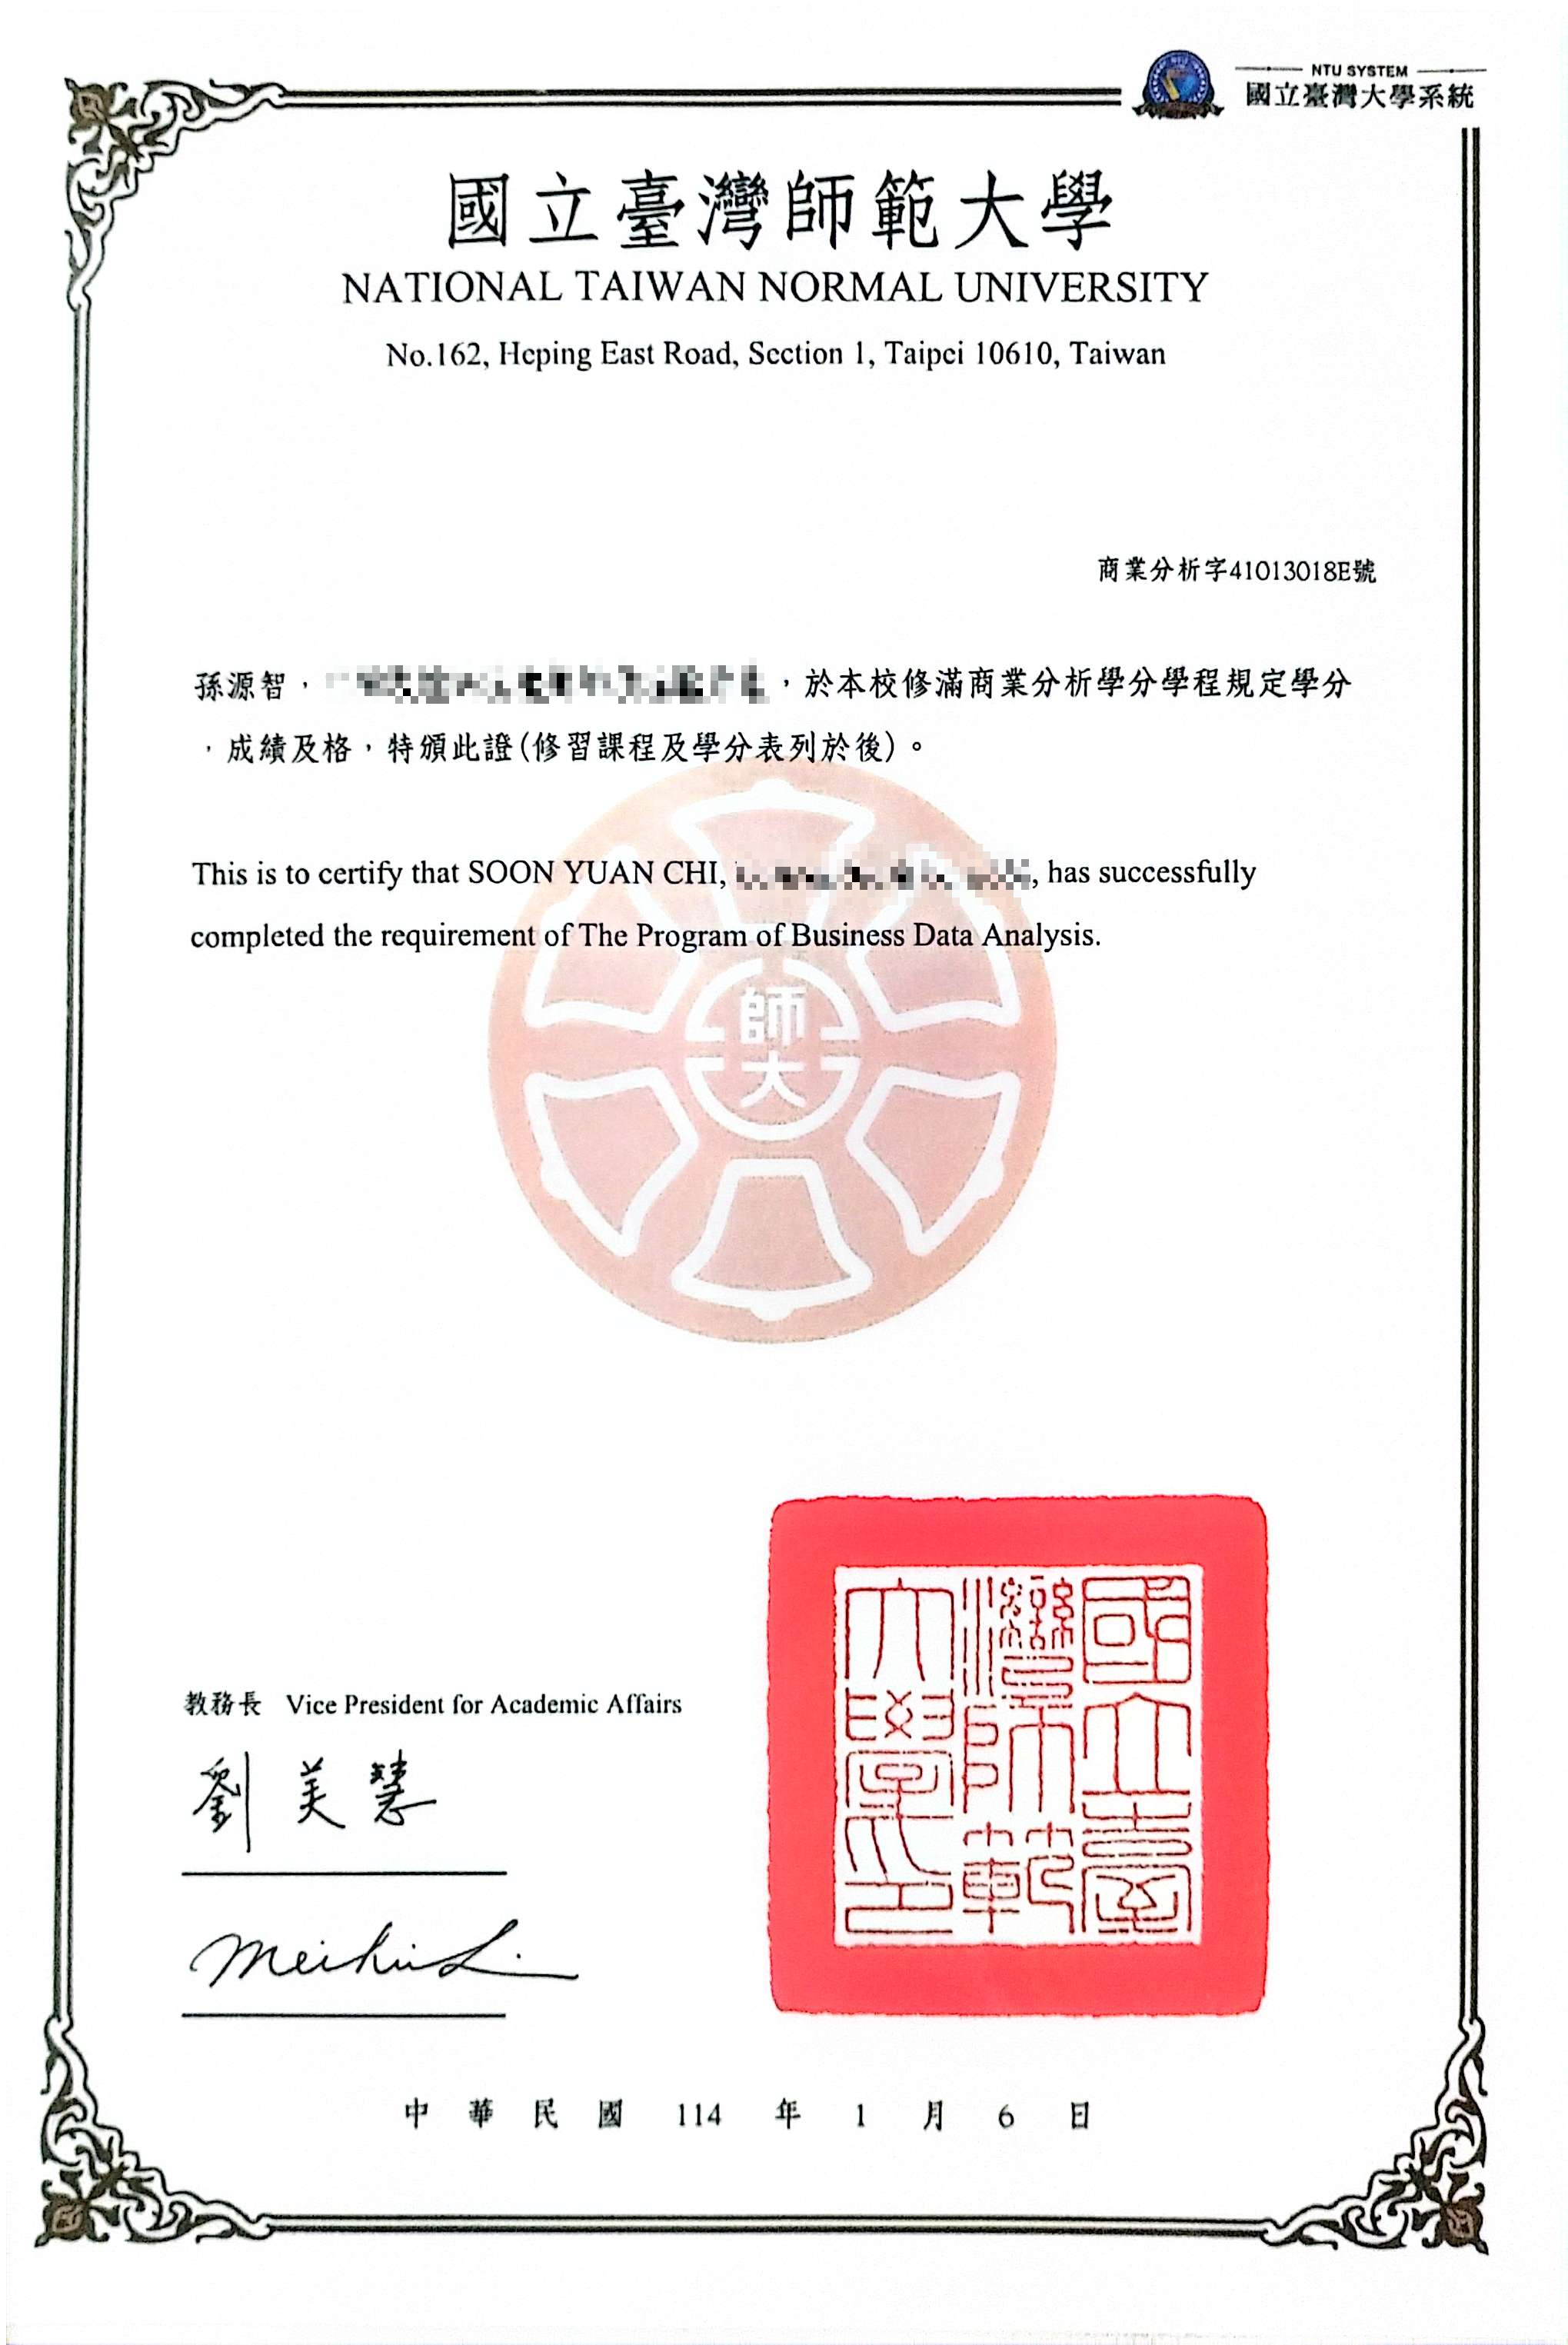 NTU SYSTEM
國立臺灣大學系統
國立臺灣師範大學
NATIONAL TAIWAN NORMAL UNIVERSITY
No.162, Heping East Road, Section 1, Taipei 10610, Taiwan
商業分析字41013018E號
孫源智, ,於本校修滿商業分析學分學程規定學分
,成績及格,特頒此證(修習課程及學分表列於後)。
This is to certify that SOON YUAN CHI, , has successfully
completed the requirement of The Program of Business Data Analysis.
師大
國立臺灣師範大學印
教務長 Vice President for Academic Affairs
劉美慧
Meihui L.
中華民國 114 年 1 月 6 日